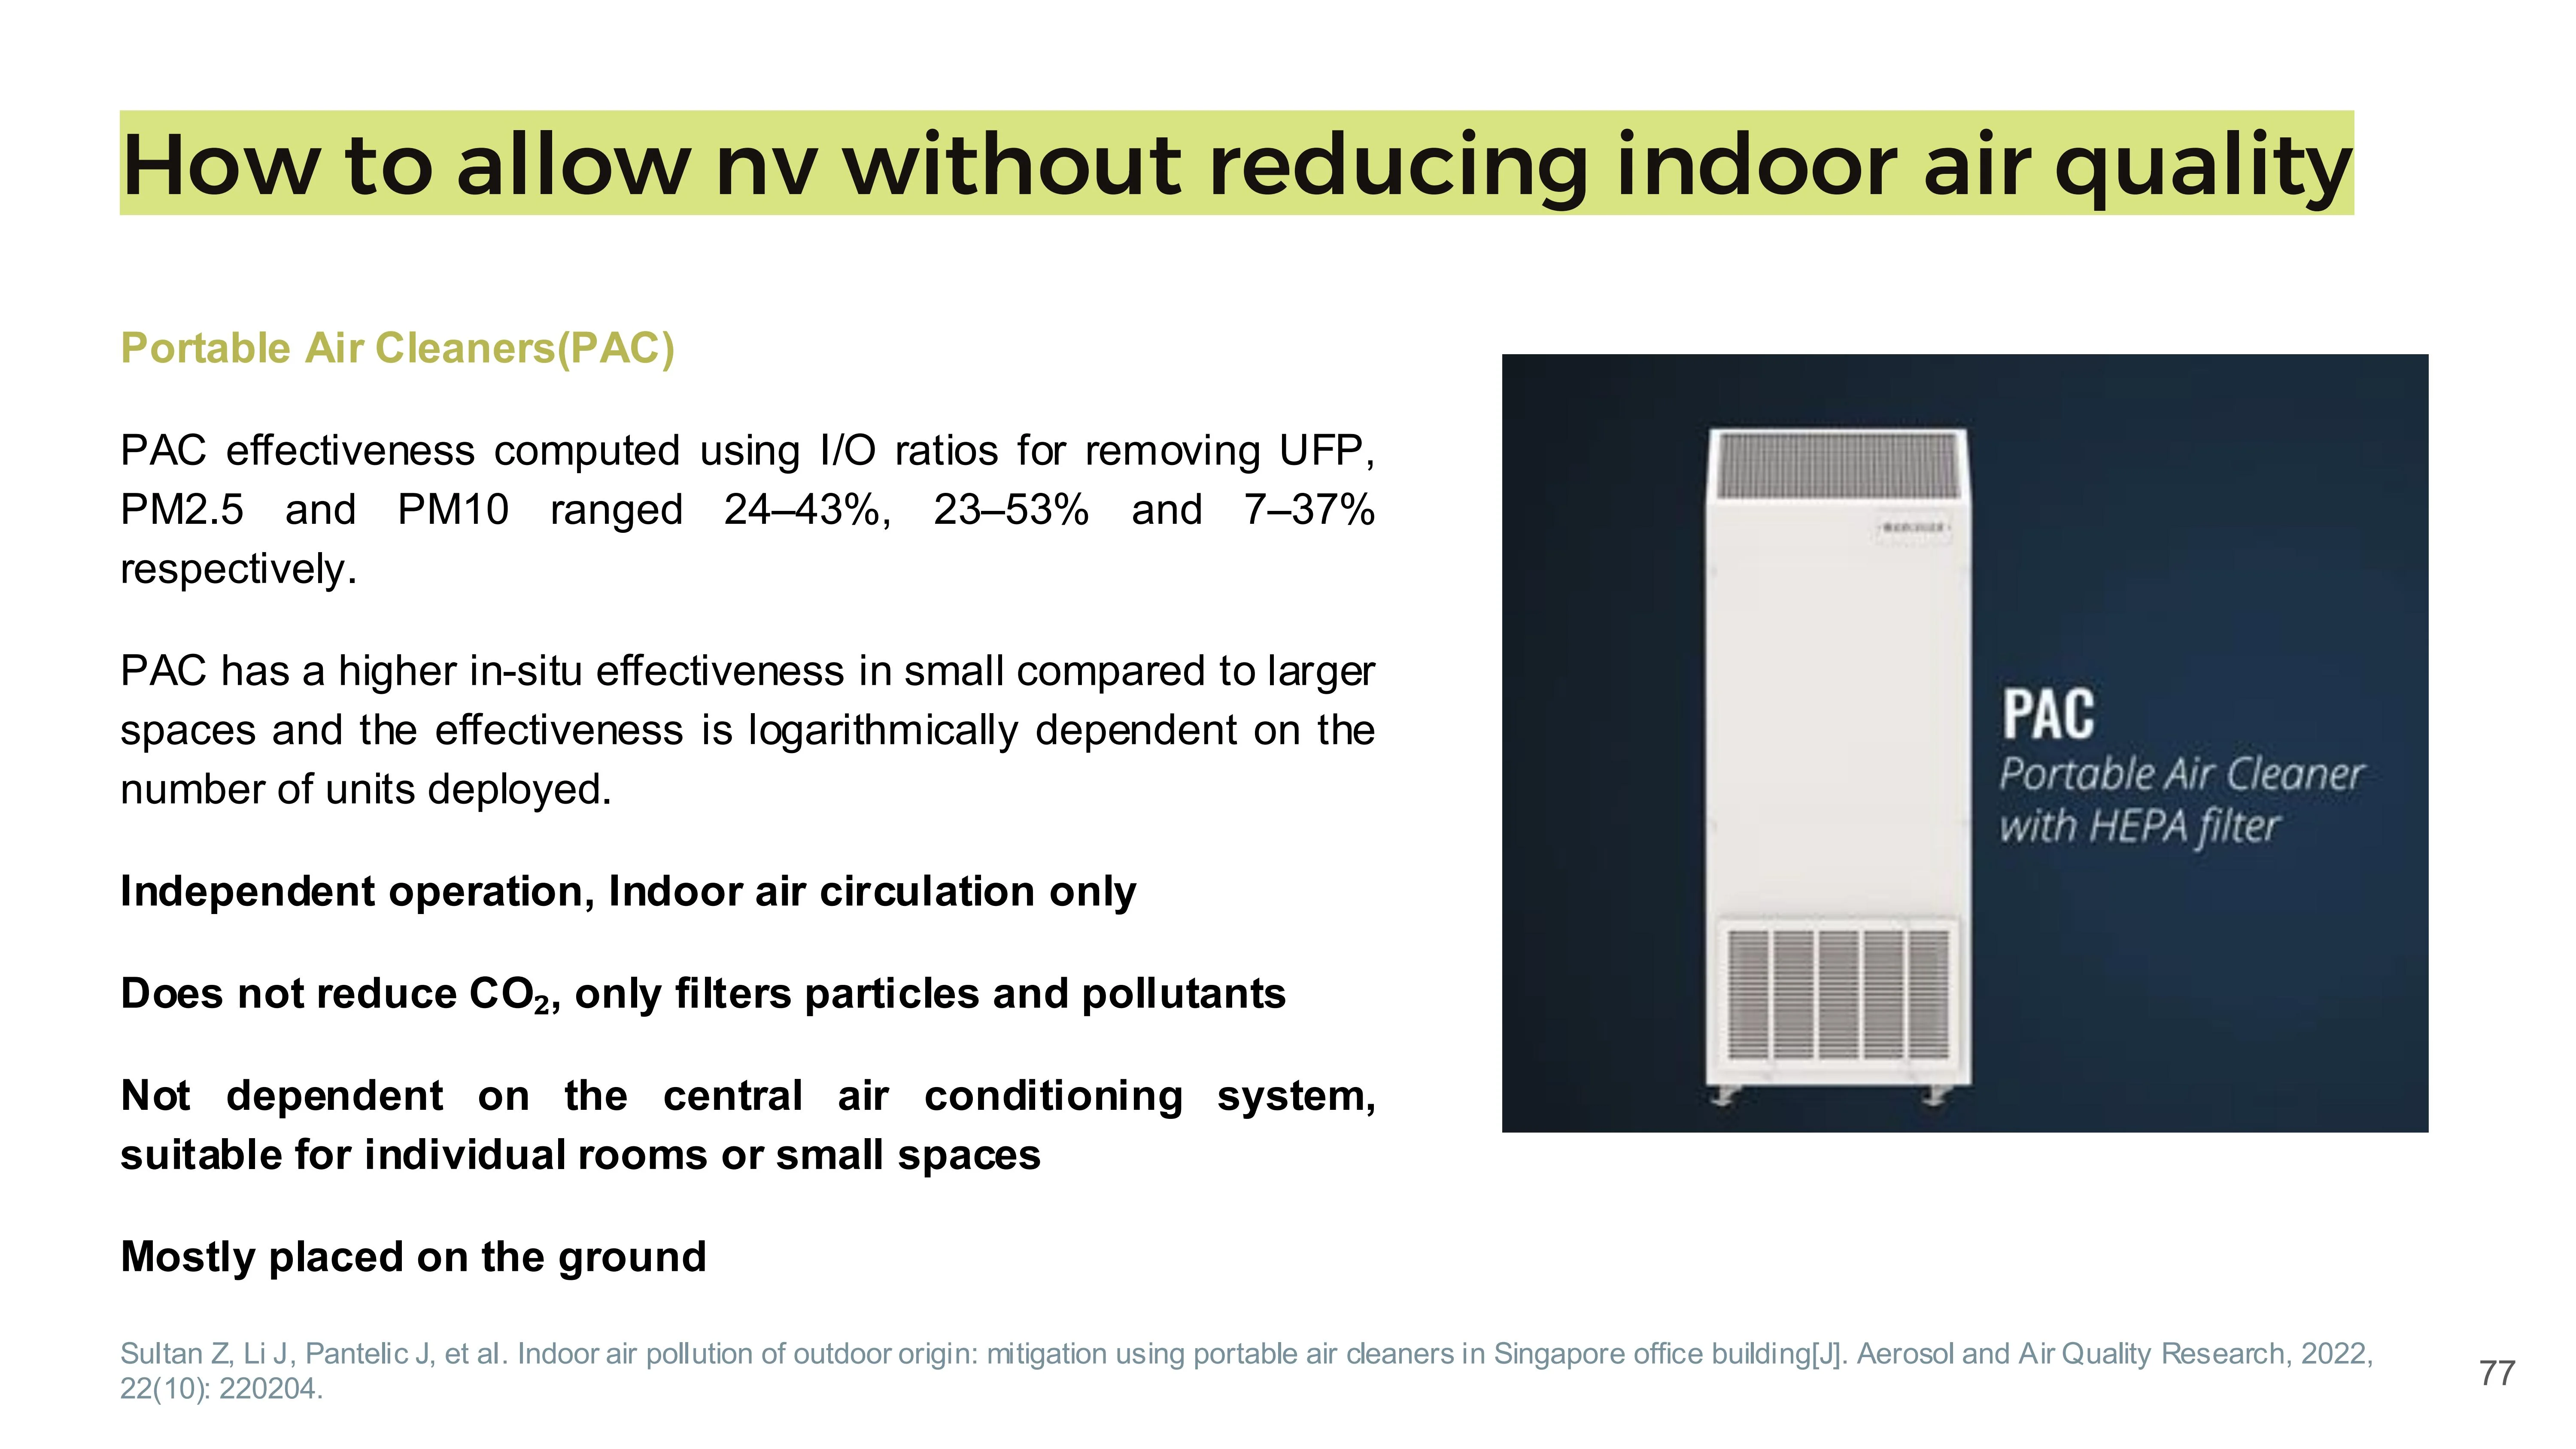 How to allow nv without reducing indoor air quality
Portable Air Cleaners(PAC)
PAC effectiveness computed using I/O ratios for removing UFP,
PM2.5 and PM10 ranged 24–43%, 23–53% and 7–37%
respectively.
PAC has a higher in-situ effectiveness in small compared to larger
spaces and the effectiveness is logarithmically dependent on the
number of units deployed.
Independent operation, Indoor air circulation only
Does not reduce CO₂, only filters particles and pollutants
Not dependent on the central air conditioning system,
suitable for individual rooms or small spaces
Mostly placed on the ground
PAC
Portable Air Cleaner
with HEPA filter
Sultan Z, Li J, Pantelic J, et al. Indoor air pollution of outdoor origin: mitigation using portable air cleaners in Singapore office building[J]. Aerosol and Air Quality Research, 2022,
22(10): 220204.
77